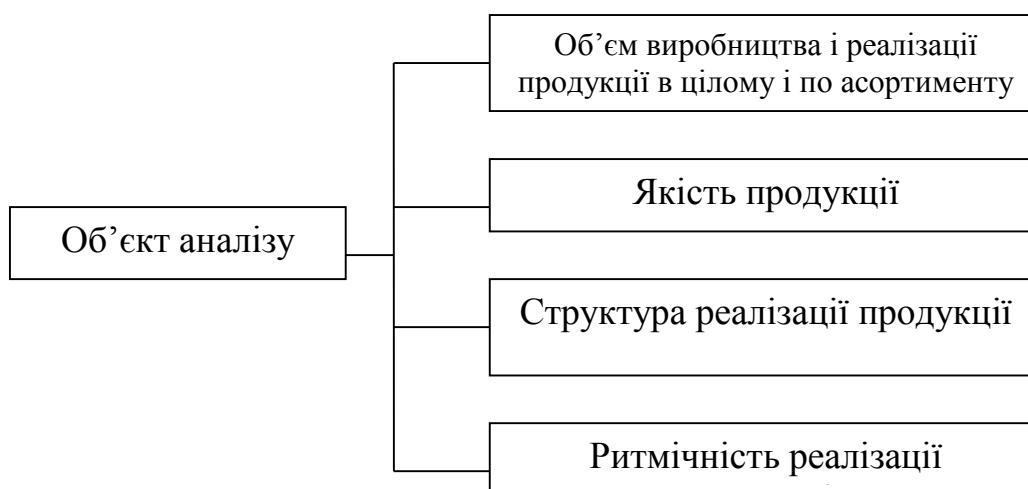 Об’єм виробництва і реалізації
продукції в цілому і по асортименту
Якість продукції
Об’єкт аналізу
Структура реалізації продукції
Ритмічність реалізації